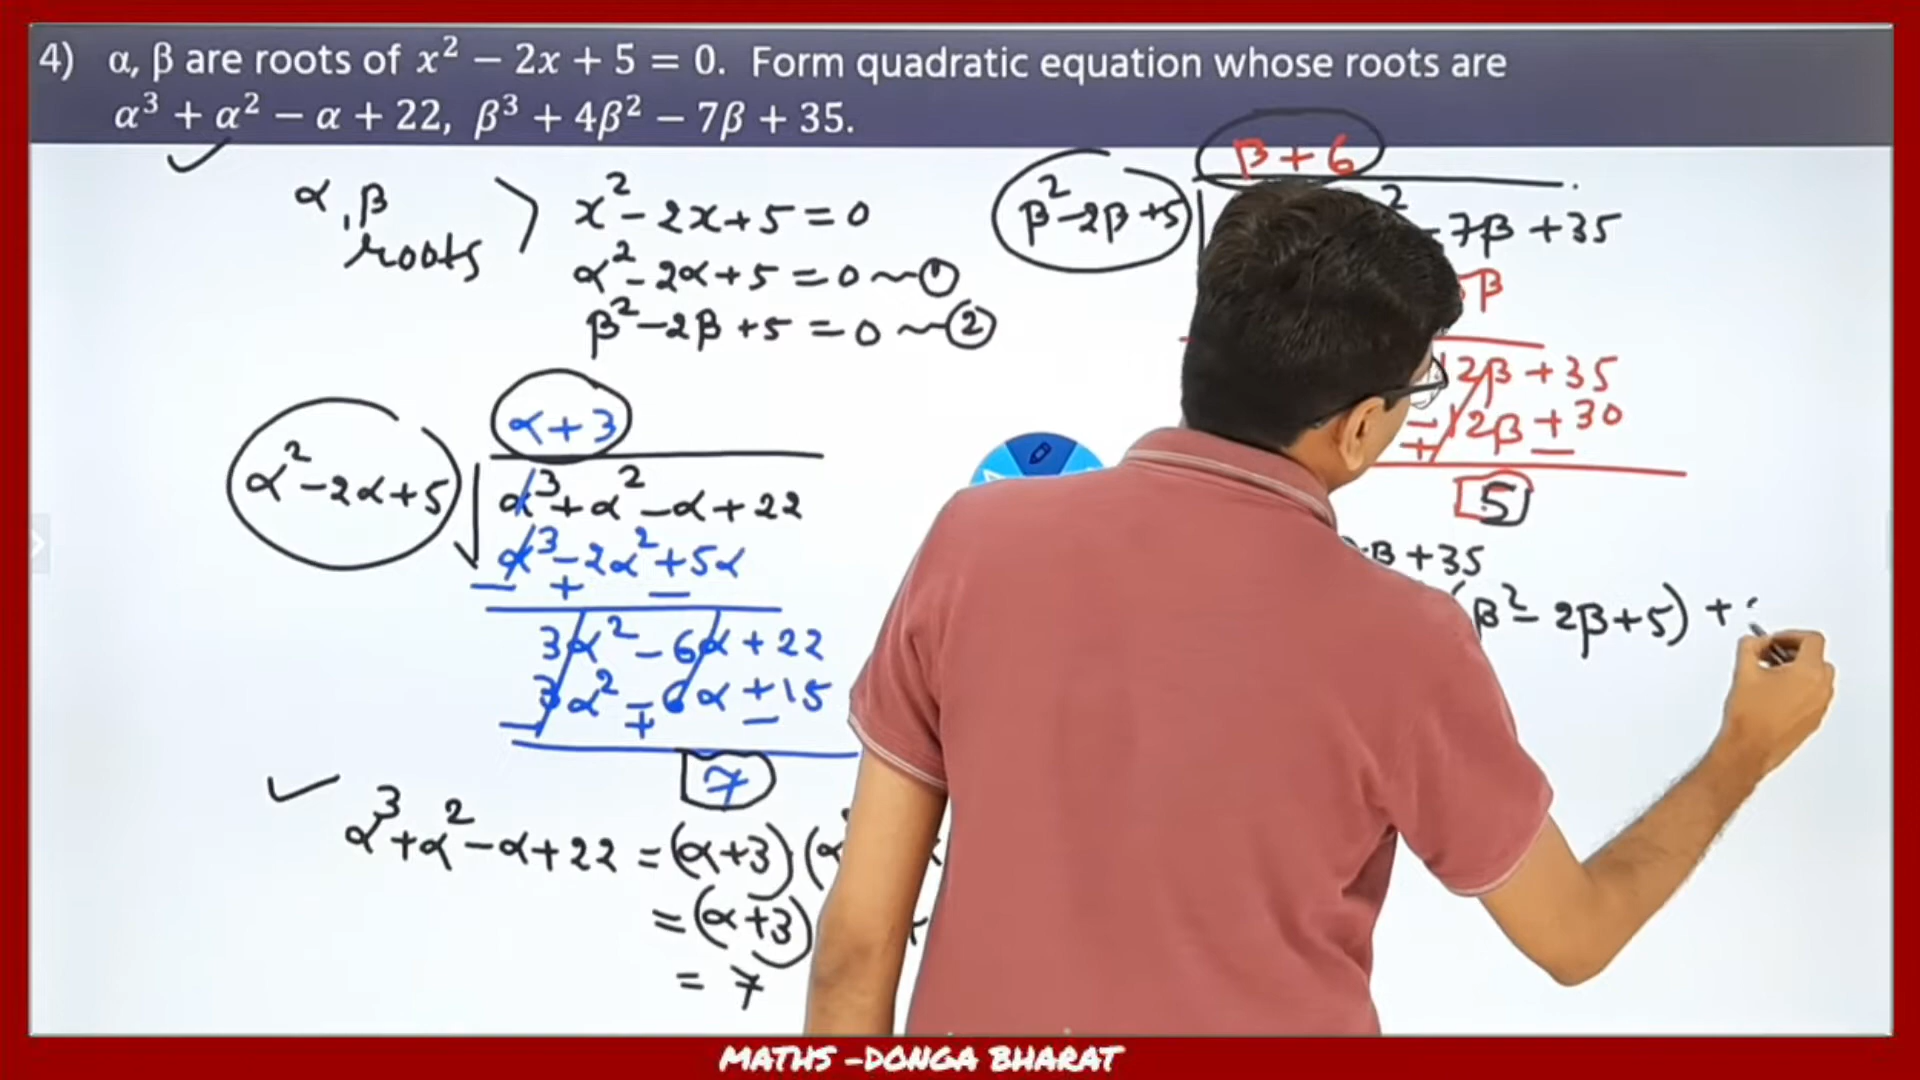 4) α, β are roots of x² − 2x + 5 = 0. Form quadratic equation whose roots are
α³ + α² − α + 22, β³ + 4β² − 7β + 35.
α, β
roots
x² - 2x + 5 = 0
α² - 2α + 5 = 0 ~ ①
β² - 2β + 5 = 0 ~ ②
α + 3
α² - 2α + 5
α³ + α² - α + 22
α³ - 2α² + 5α
− + −
3α² - 6α + 22
3α² - 6α + 15
− + −
7
α³ + α² - α + 22 = (α+3)(α
= (α+3)
= 7
β + 6
β² - 2β + 5
² - 7β + 35
β
12β + 35
- 12β + 30
+ −
5
β + 35
(β² - 2β + 5) +
MATHS -DONGA BHARAT